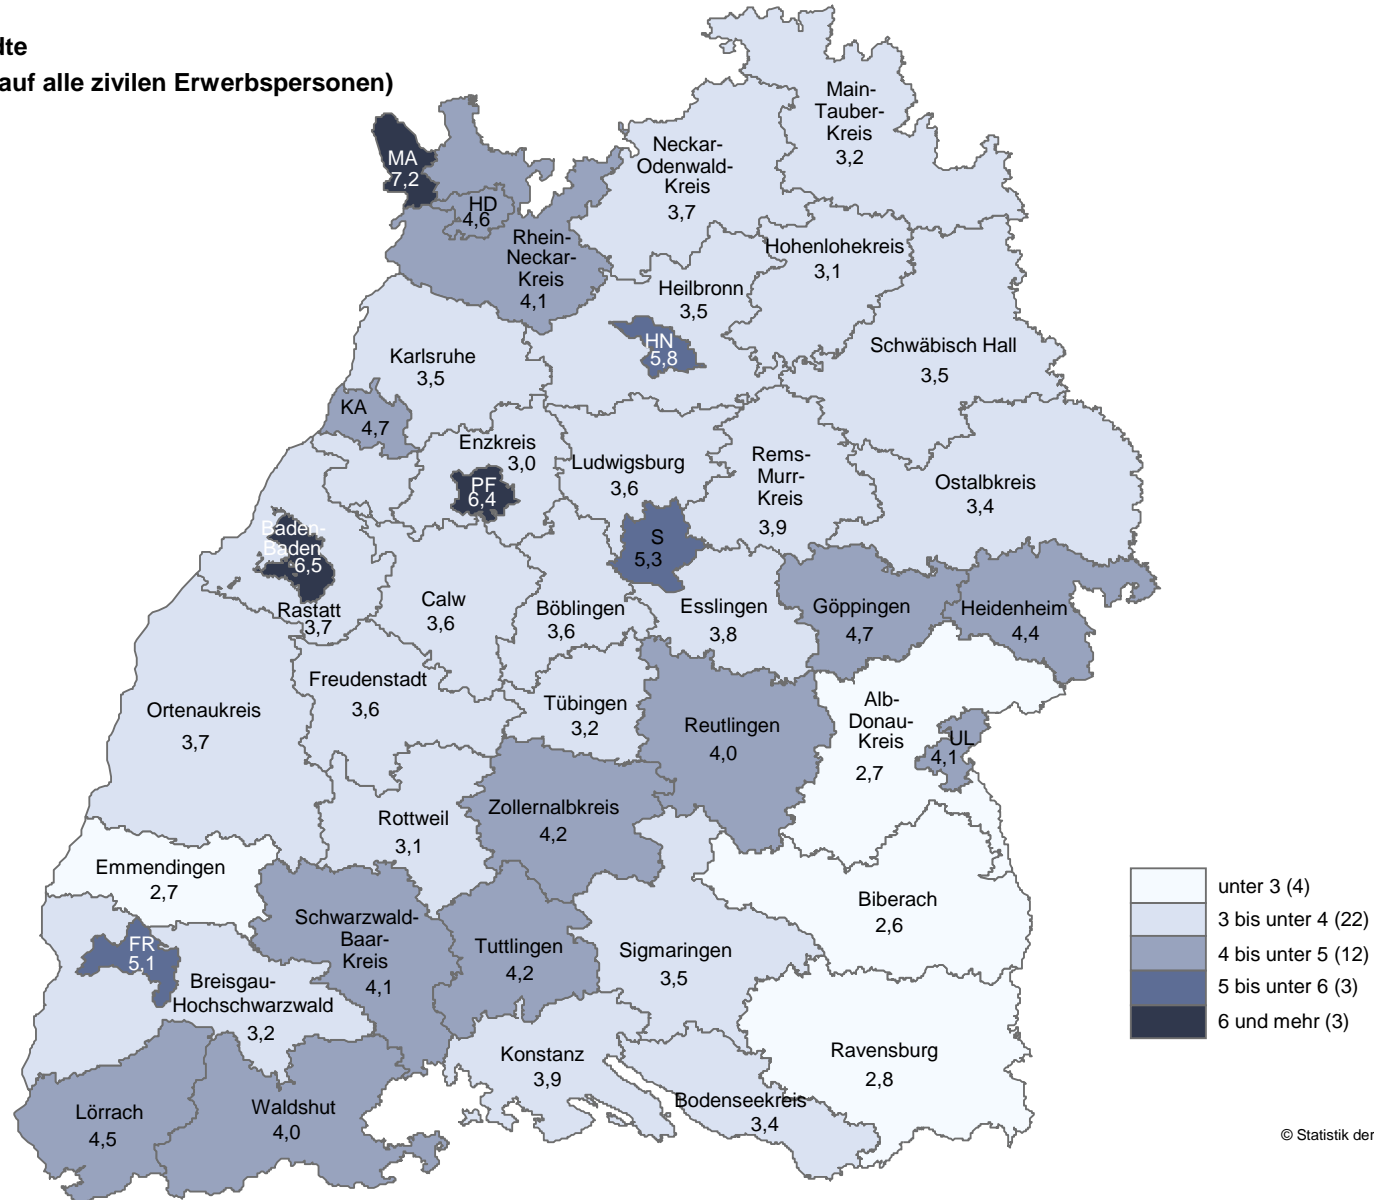 dte
auf alle zivilen Erwerbspersonen)
Main-
Tauber-
Kreis
3,2
Neckar-
Odenwald-
Kreis
3,7
MA
7,2
HD
4,6
Rhein-
Neckar-
Kreis
4,1
Hohenlohekreis
3,1
Heilbronn
3,5
HN
5,8
Schwäbisch Hall
3,5
Karlsruhe
3,5
KA
4,7
Enzkreis
3,0
PF
6,4
Ludwigsburg
3,6
Rems-
Murr-
Kreis
3,9
Ostalbkreis
3,4
Baden-
Baden
6,5
Rastatt
3,7
S
5,3
Calw
3,6
Böblingen
3,6
Esslingen
3,8
Göppingen
4,7
Heidenheim
4,4
Freudenstadt
3,6
Ortenaukreis
3,7
Tübingen
3,2
Reutlingen
4,0
Alb-
Donau-
Kreis
2,7
UL
4,1
Rottweil
3,1
Zollernalbkreis
4,2
Emmendingen
2,7
Biberach
2,6
Schwarzwald-
Baar-
Kreis
4,1
Tuttlingen
4,2
Sigmaringen
3,5
FR
5,1
Breisgau-
Hochschwarzwald
3,2
Konstanz
3,9
Ravensburg
2,8
Bodenseekreis
3,4
Lörrach
4,5
Waldshut
4,0
unter 3 (4)
3 bis unter 4 (22)
4 bis unter 5 (12)
5 bis unter 6 (3)
6 und mehr (3)
© Statistik der